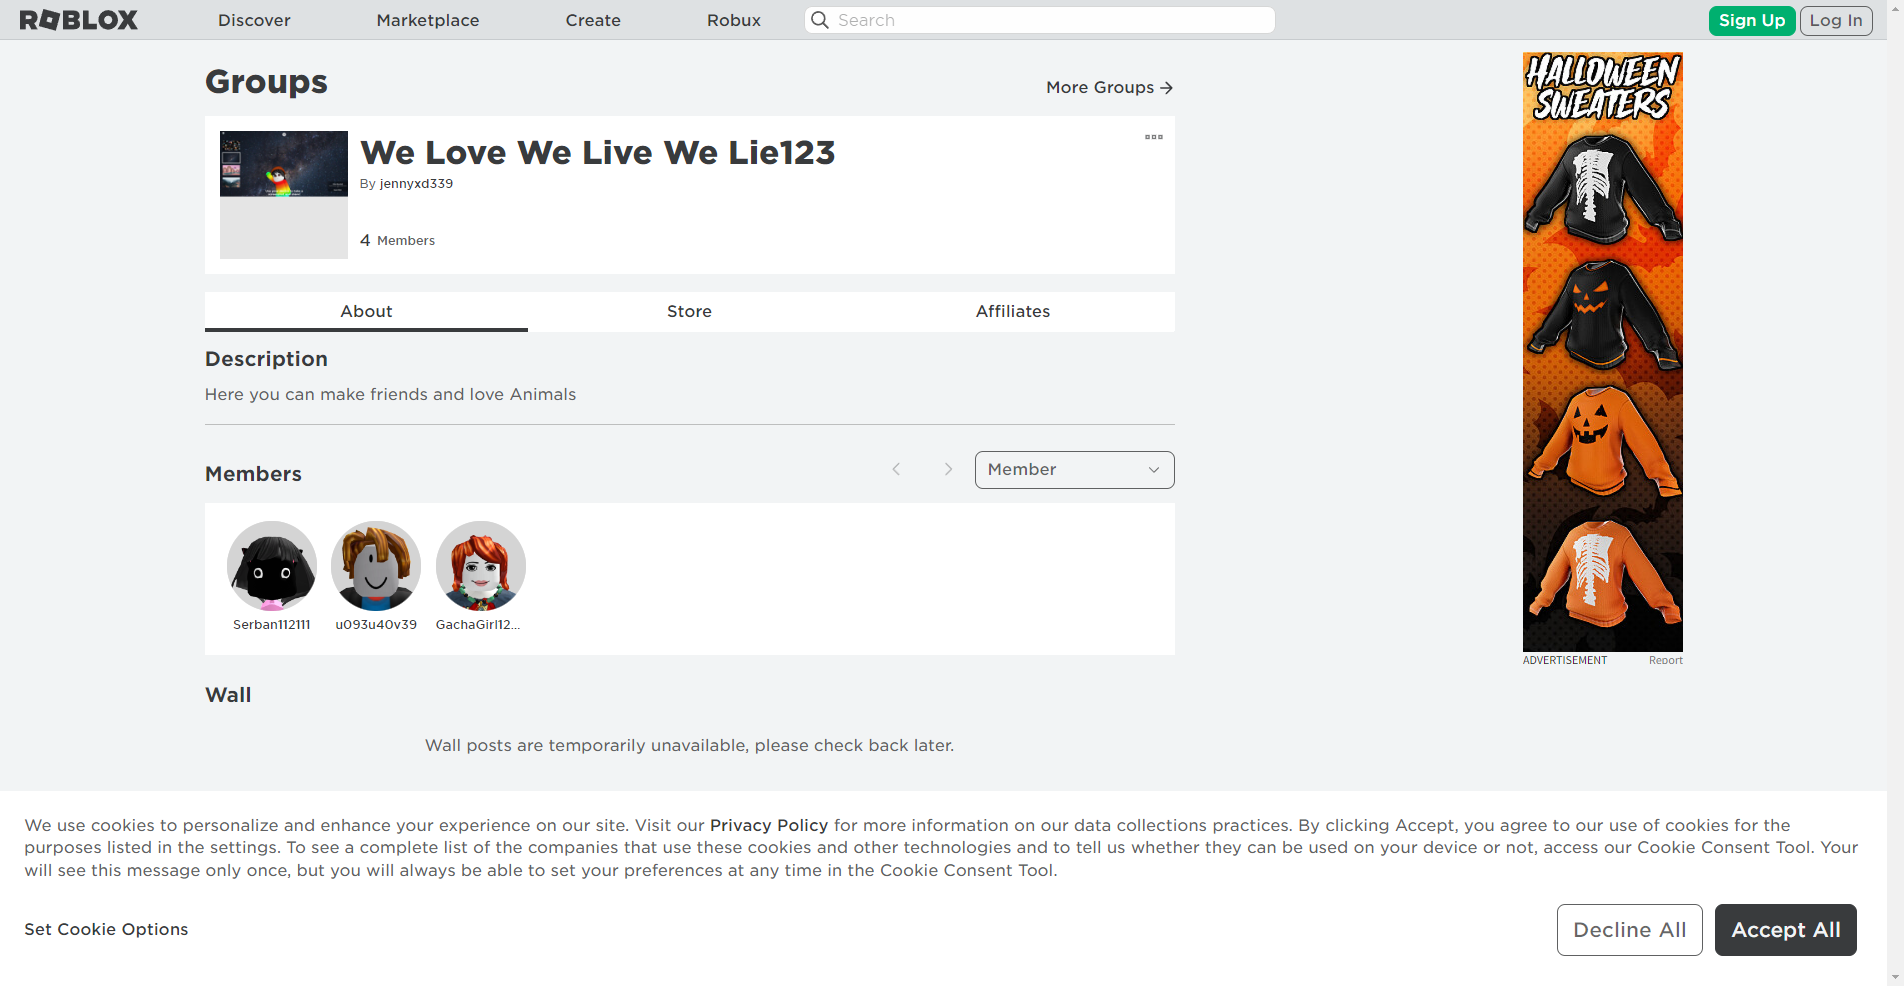 ROBLOX
Discover
Marketplace
Create
Robux
Search
Sign Up
Log In
Groups
More Groups →
We Love We Live We Lie123
By jennyxd339
4 Members
About
Store
Affiliates
Description
Here you can make friends and love Animals
Members
Member
Serban112111
u093u40v39
GachaGirl12...
Wall
Wall posts are temporarily unavailable, please check back later.
HALLOWEEN
SWEATERS
ADVERTISEMENT
Report
We use cookies to personalize and enhance your experience on our site. Visit our Privacy Policy for more information on our data collections practices. By clicking Accept, you agree to our use of cookies for the
purposes listed in the settings. To see a complete list of the companies that use these cookies and other technologies and to tell us whether they can be used on your device or not, access our Cookie Consent Tool. Your
will see this message only once, but you will always be able to set your preferences at any time in the Cookie Consent Tool.
Set Cookie Options
Decline All
Accept All